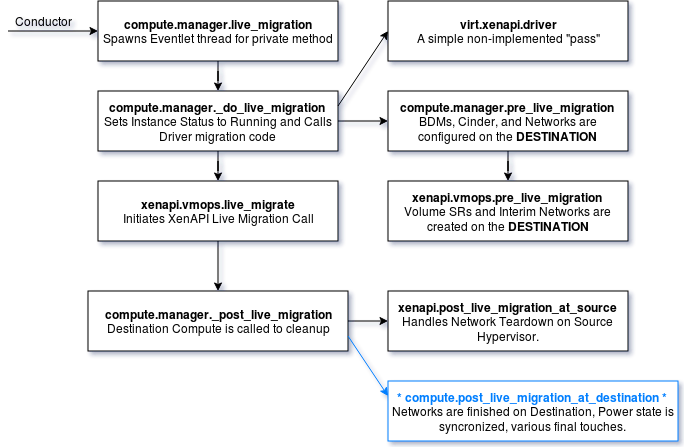 Conductor
compute.manager.live_migration
Spawns Eventlet thread for private method
virt.xenapi.driver
A simple non-implemented "pass"
compute.manager._do_live_migration
Sets Instance Status to Running and Calls
Driver migration code
compute.manager.pre_live_migration
BDMs, Cinder, and Networks are
configured on the DESTINATION
xenapi.vmops.live_migrate
Initiates XenAPI Live Migration Call
xenapi.vmops.pre_live_migration
Volume SRs and Interim Networks are
created on the DESTINATION
compute.manager._post_live_migration
Destination Compute is called to cleanup
xenapi.post_live_migration_at_source
Handles Network Teardown on Source
Hypervisor.
* compute.post_live_migration_at_destination *
Networks are finished on Destination, Power state is
syncronized, various final touches.